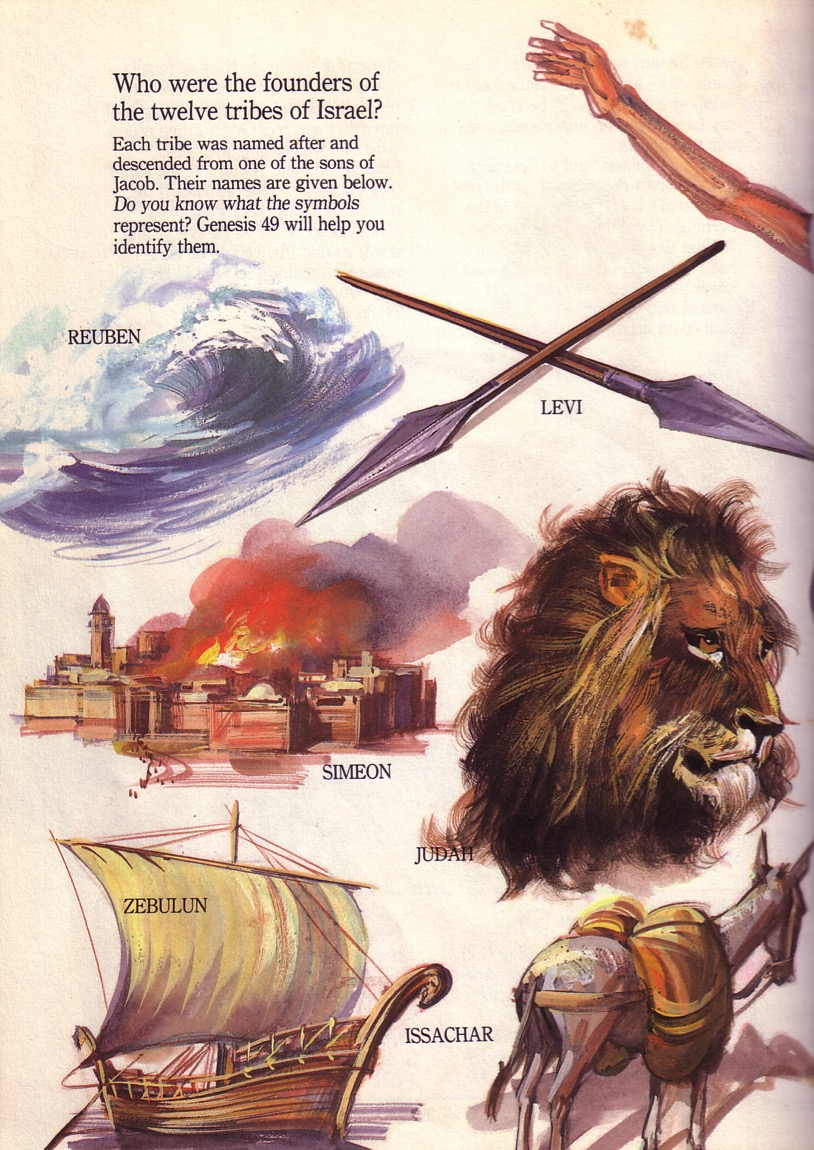 Who were the founders of
the twelve tribes of Israel?
Each tribe was named after and
descended from one of the sons of
Jacob. Their names are given below.
Do you know what the symbols
represent? Genesis 49 will help you
identify them.
REUBEN
LEVI
SIMEON
JUDAH
ZEBULUN
ISSACHAR